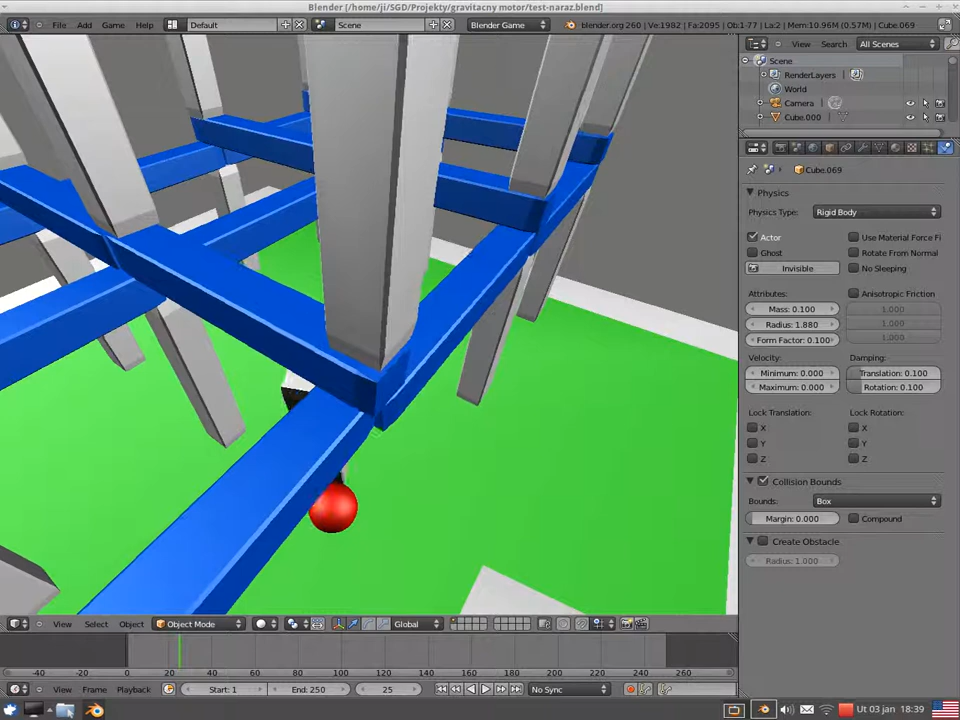 Blender [/home/ji/SGD/Projekty/gravitacny motor/test-naraz.blend]
File Add Game Help Default Scene Blender Game blender.org 260 | Ve:1982 | Fa:2095 | Ob:1-77 | La:2 | Mem:10.96M (0.57M) | Cube.069
View Search All Scenes
Scene
RenderLayers
World
Camera
Cube.000
Cube.069
Physics
Physics Type: Rigid Body
Actor Use Material Force Fi
Ghost Rotate From Normal
Invisible No Sleeping
Attributes: Anisotropic Friction
Mass: 0.100 1.000
Radius: 1.880 1.000
Form Factor: 0.100 1.000
Velocity: Damping:
Minimum: 0.000 Translation: 0.100
Maximum: 0.000 Rotation: 0.100
Lock Translation: Lock Rotation:
X X
Y Y
Z Z
Collision Bounds
Bounds: Box
Margin: 0.000 Compound
Create Obstacle
Radius: 1.000
View Select Object Mode Global
-40 -20 0 20 40 60 80 100 120 140 160 180 200 220 240 260
View Frame Playback Start: 1 End: 250 25 No Sync
Ut 03 jan 18:39